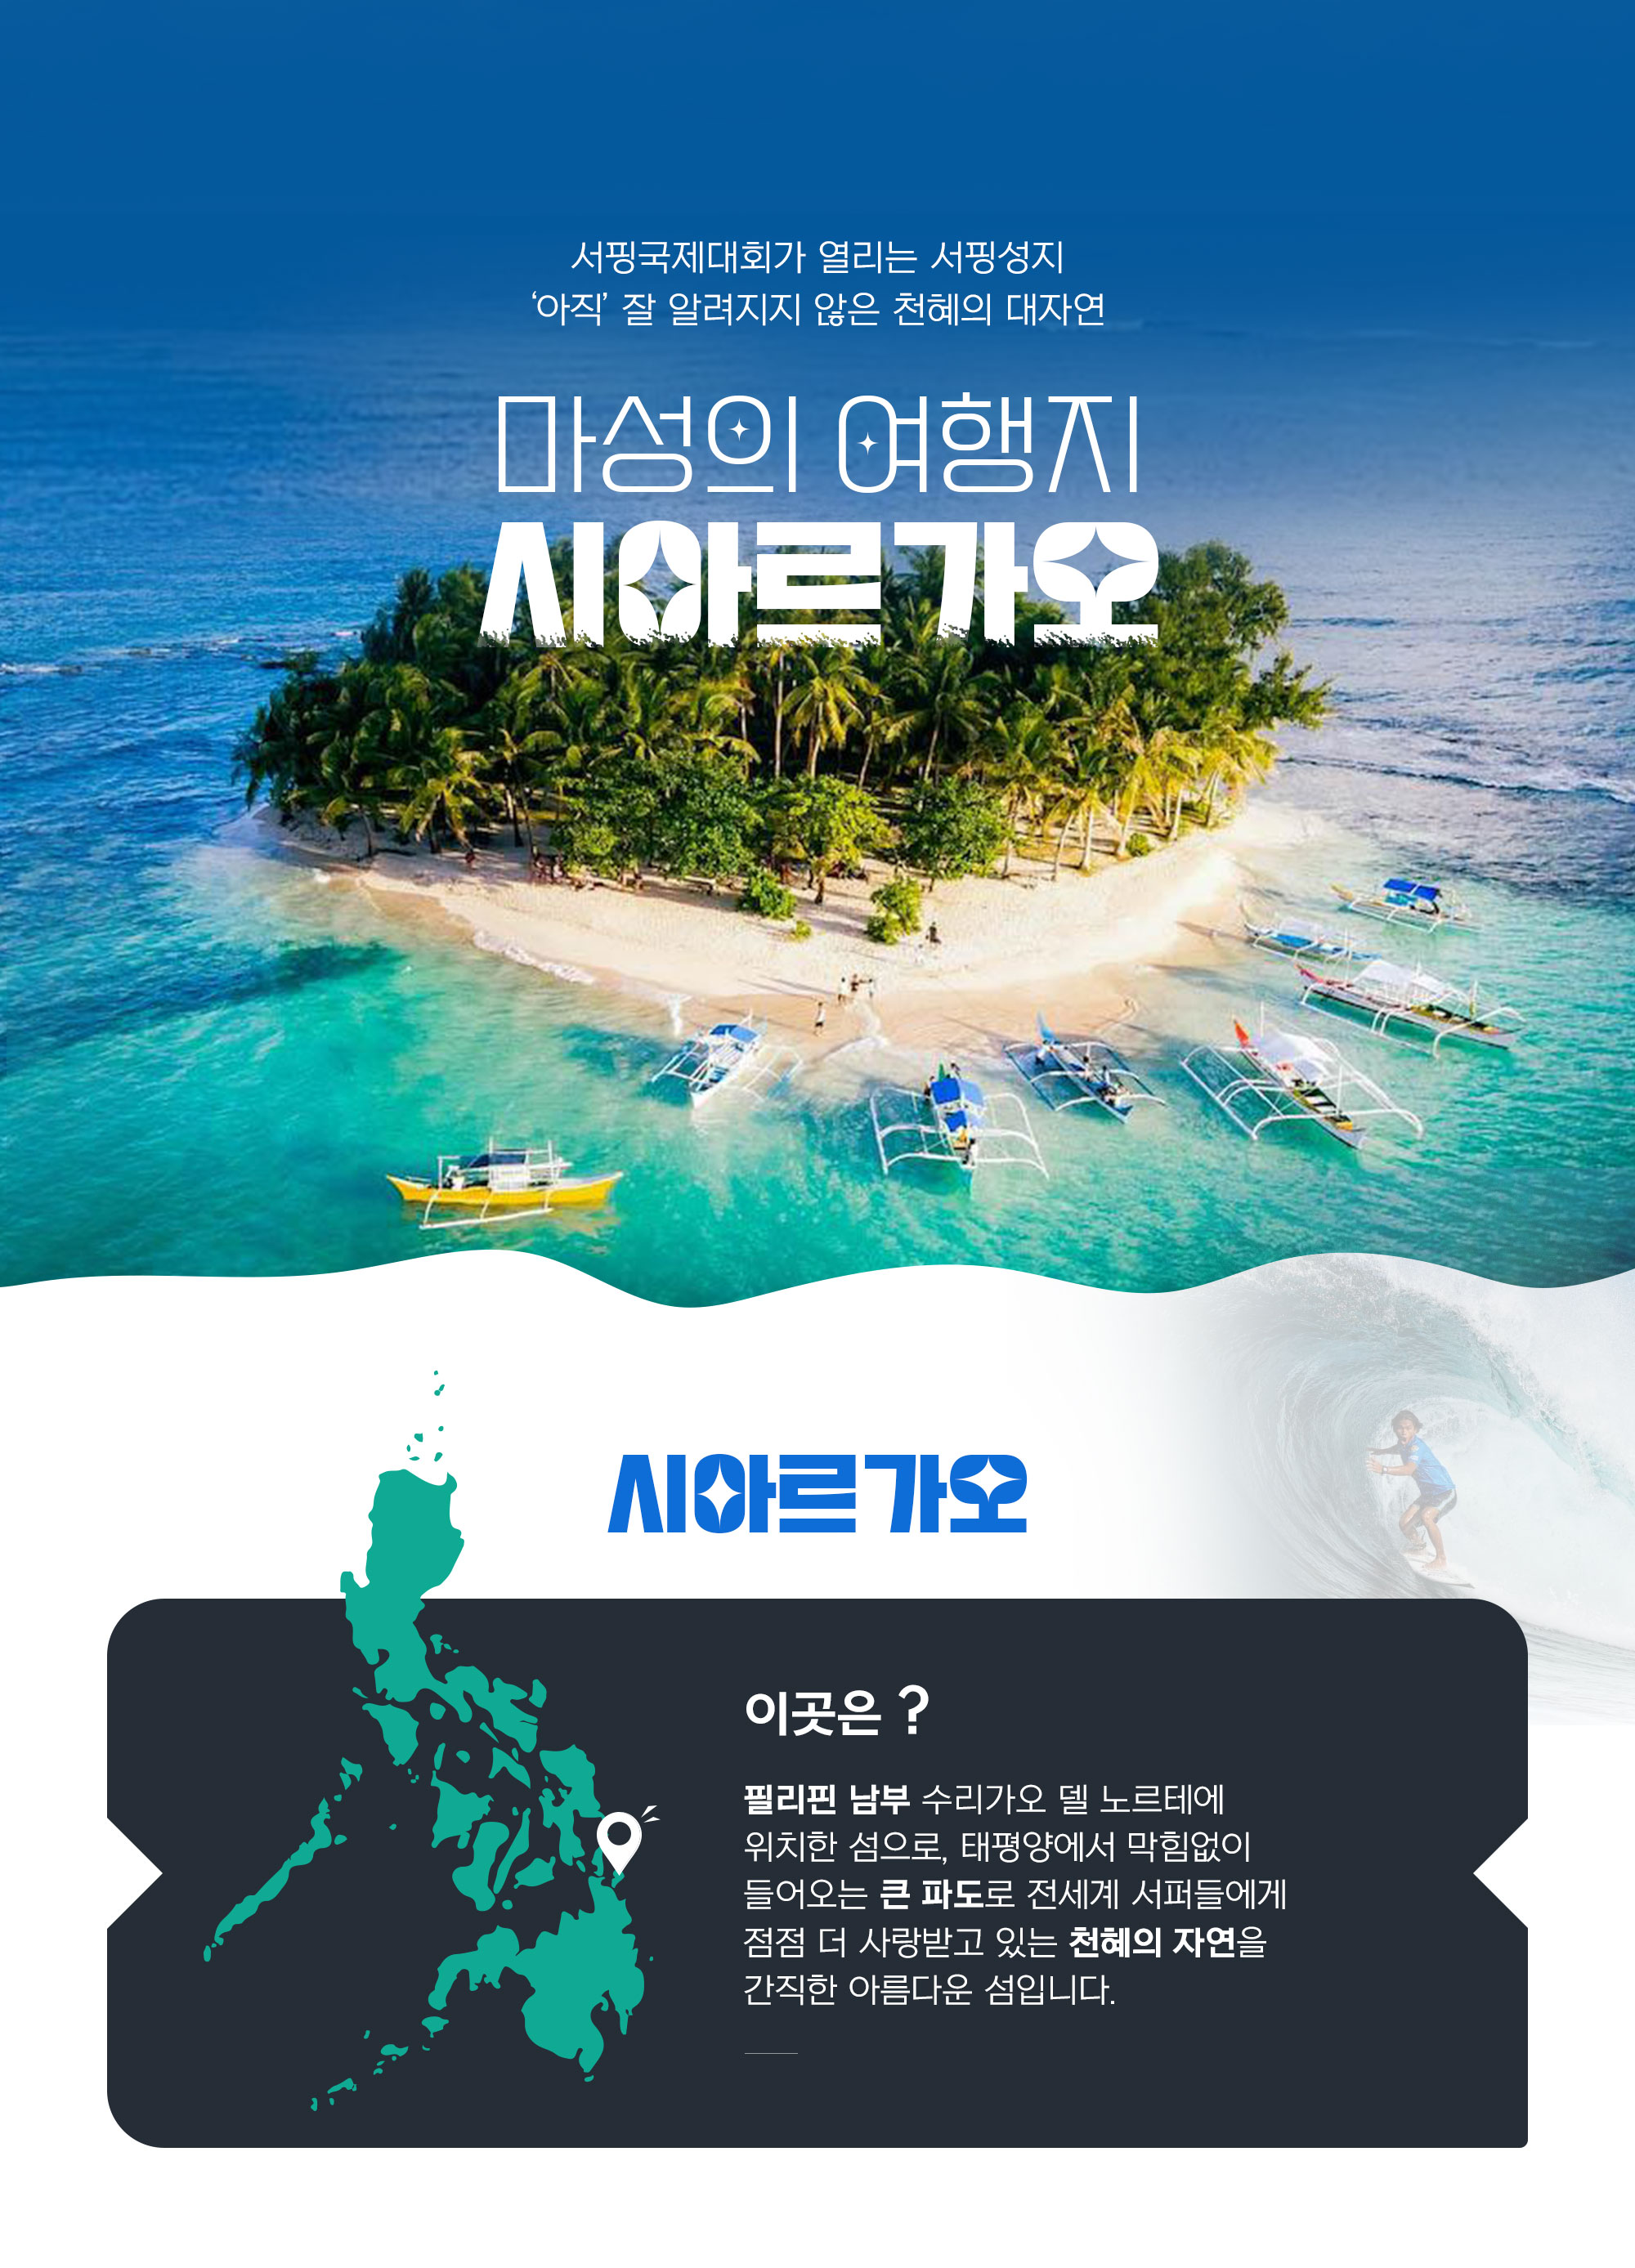 서핑국제대회가 열리는 서핑성지
‘아직’ 잘 알려지지 않은 천혜의 대자연
마성의 여행지
시아르가오
시아르가오
이곳은 ?
필리핀 남부 수리가오 델 노르테에
위치한 섬으로, 태평양에서 막힘없이
들어오는 큰 파도로 전세계 서퍼들에게
점점 더 사랑받고 있는 천혜의 자연을
간직한 아름다운 섬입니다.